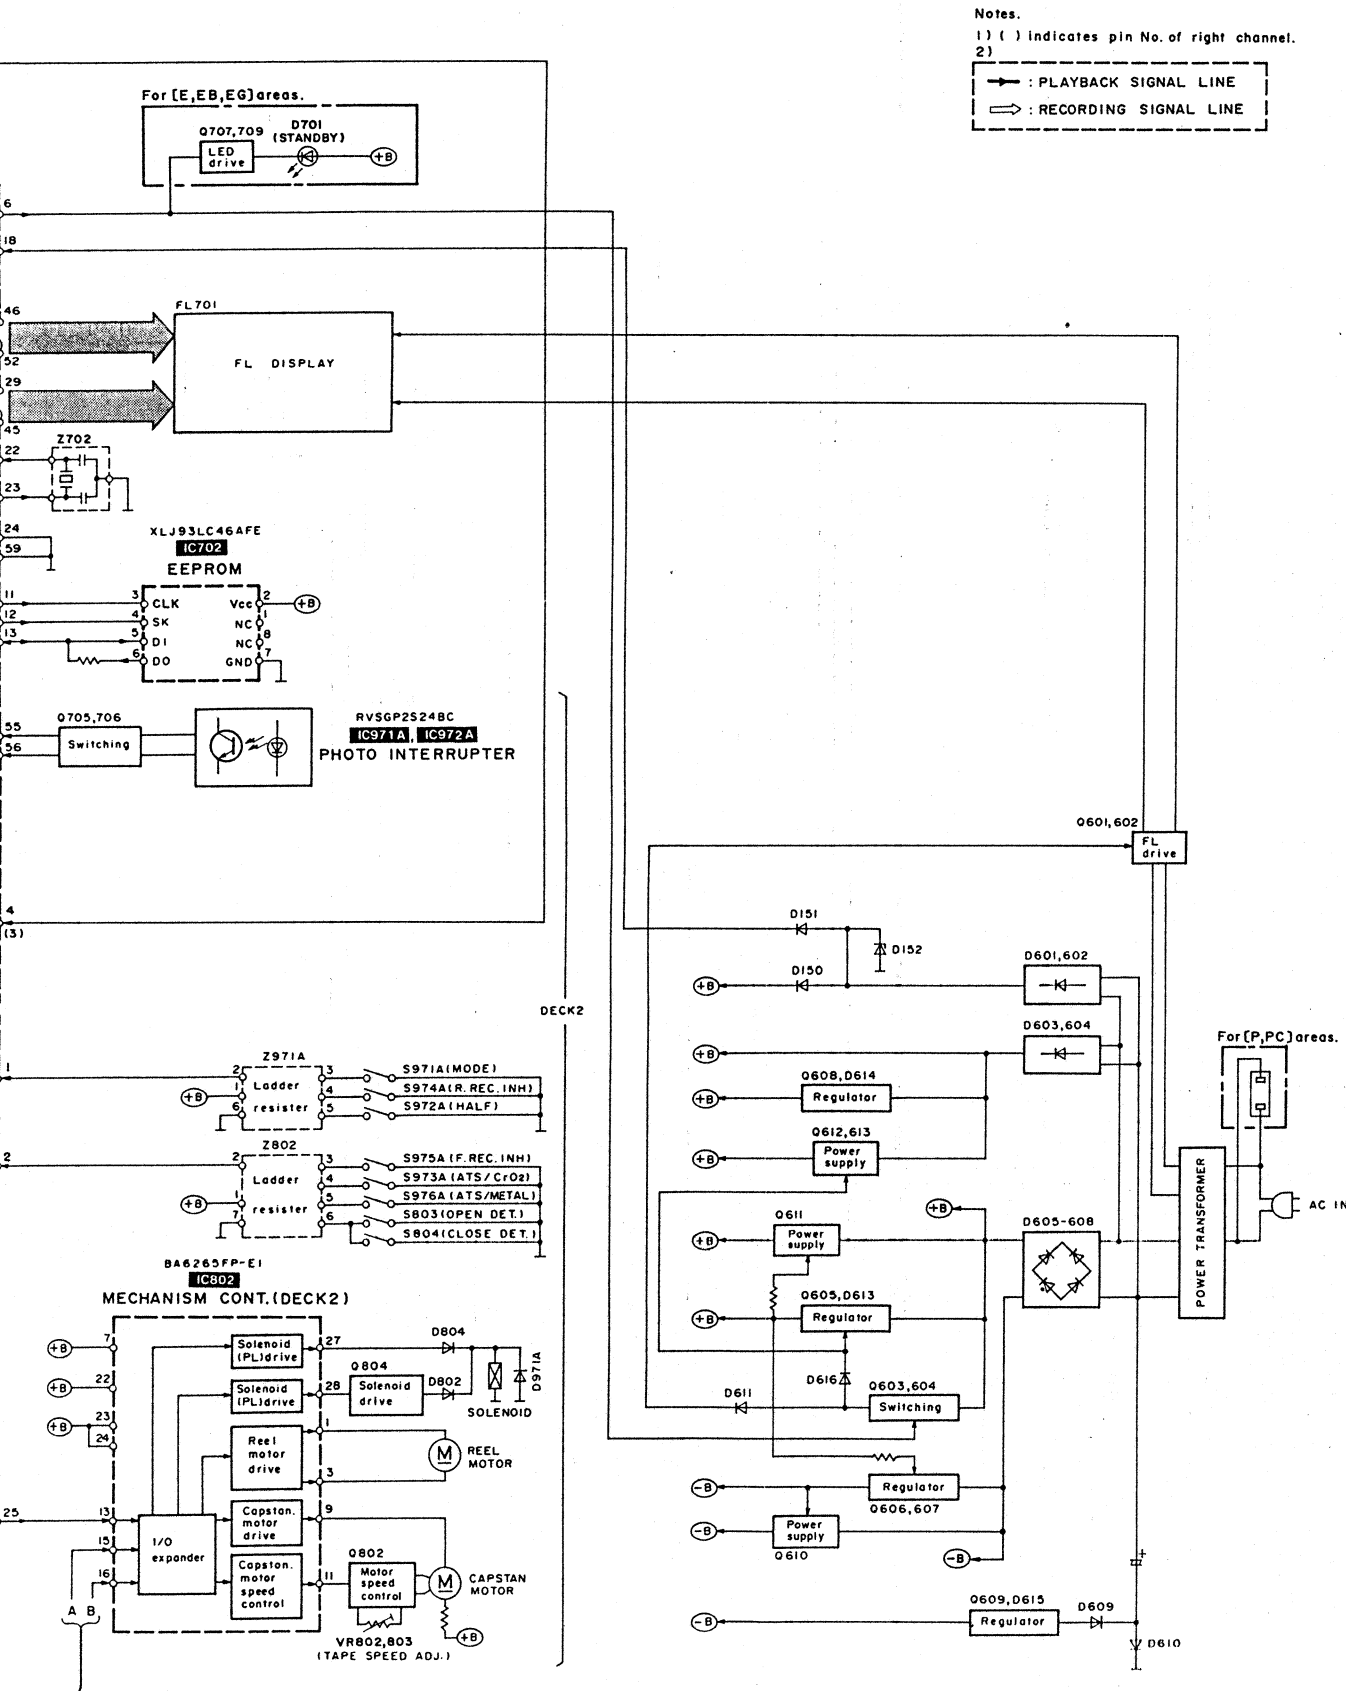 Notes.
1) ( ) indicates pin No. of right channel.
2)
: PLAYBACK SIGNAL LINE
: RECORDING SIGNAL LINE
For [E,EB,EG] areas.
Q707,709
D701
(STANDBY)
LED
drive
+B
6
18
46
FL701
FL DISPLAY
52
29
45
Z702
22
23
24
59
XLJ93LC46AFE
IC702
EEPROM
11
3
CLK
Vcc
2
+B
12
4
SK
NC
1
13
5
DI
NC
8
6
DO
GND
7
55
56
Q705,706
Switching
RVSGP2S24BC
IC971A, IC972A
PHOTO INTERRUPTER
Q601,602
FL
drive
4
(3)
D151
D152
D150
+B
D601,602
DECK2
D603,604
+B
For [P,PC] areas.
1
Z971A
2
1
6
+B
Ladder
resister
3
4
5
S971A(MODE)
S974A(R. REC. INH)
S972A(HALF)
Q608,D614
+B
Regulator
Q612,613
+B
Power
supply
2
Z802
2
1
7
+B
Ladder
resister
3
4
5
6
S975A (F. REC. INH)
S973A (ATS/CrO2)
S976A (ATS/METAL)
S803(OPEN DET.)
S804(CLOSE DET.)
+B
Q611
+B
Power
supply
D605-608
POWER TRANSFORMER
AC IN
BA6265FP-E1
IC802
MECHANISM CONT.(DECK2)
Q605,D613
+B
Regulator
+B
7
Solenoid
(PL)drive
27
D804
+B
22
Solenoid
(PL)drive
28
Q804
Solenoid
drive
D802
SOLENOID
D971A
D616
D611
Q603,604
Switching
+B
23
24
Reel
motor
drive
1
3
M
REEL
MOTOR
-B
Regulator
Q606,607
25
13
15
16
I/O
expander
Capstan.
motor
drive
9
-B
Power
supply
Q610
-B
Capston.
motor
speed
control
11
Q802
Motor
speed
control
M
CAPSTAN
MOTOR
A B
VR802,803
(TAPE SPEED ADJ.)
+B
+
Q609,D615
-B
Regulator
D609
D610